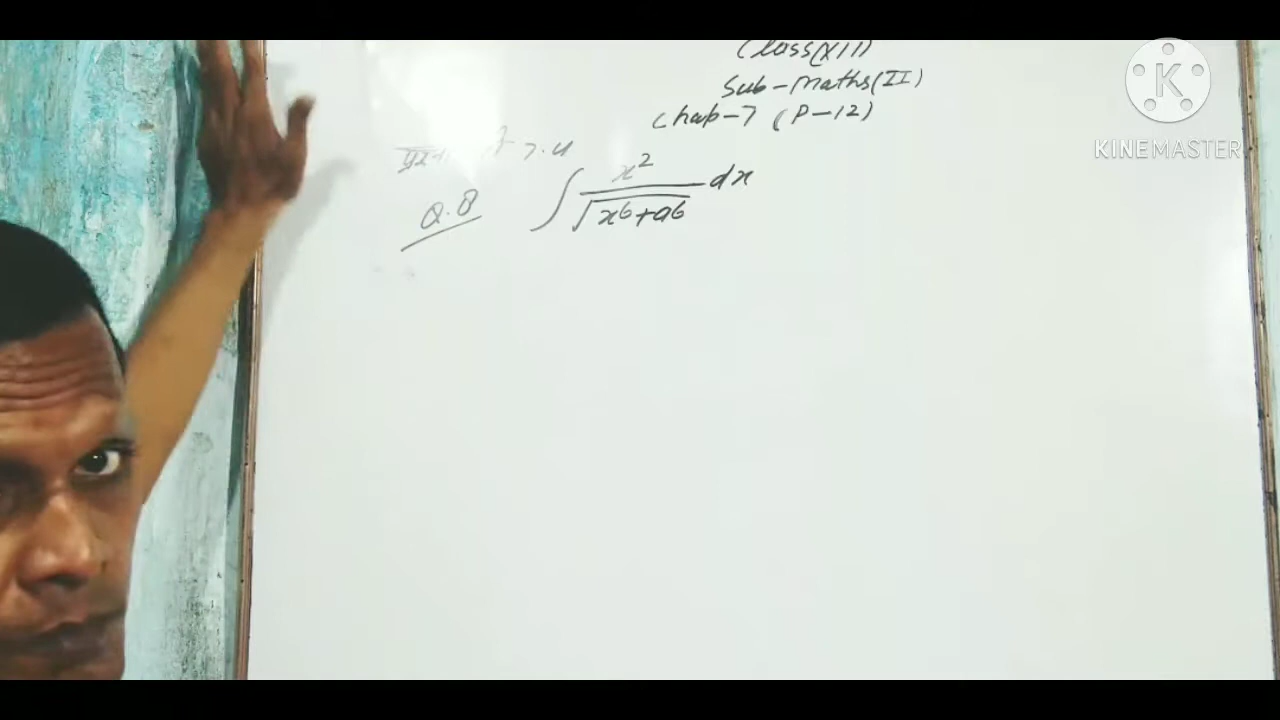 Class(XII)
Sub-Maths(II)
Chap-7 (P-12)
K
KINEMASTER
7.4
Q.8 ∫ x²/√x⁶+a⁶ dx